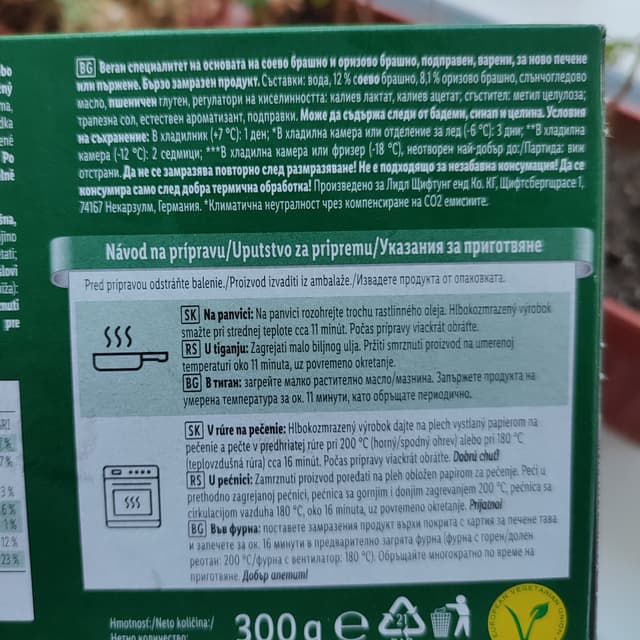 BG Веган специалитет на основата на соево брашно и оризово брашно, подправен, варени, за ново печене
или пържене. Бързо замразен продукт. Съставки: вода, 12 % соево брашно, 8,1 % оризово брашно, слънчогледово
масло, пшеничен глутен, регулатори на киселинността: калиев лактат, калиев ацетат; сгъстител: метил целулоза;
трапезна сол, естествен ароматизант, подправки. Може да съдържа следи от бадеми, синап и целина. Условия
на съхранение: В хладилник (+7 °C): 1 ден; *В хладилна камера или отделение за лед (-6 °C): 3 дни; **В хладилна
камера (-12 °C): 2 седмици; ***В хладилна камера или фризер (-18 °C), неотворен най-добър до:/Партида: виж
отстрани. Да не се замразява повторно след размразяване! Не е подходящо за незабавна консумация! Да се
консумира само след добра термична обработка! Произведено за Лидл Щифтунг енд Ко. КГ, Щифтсбергщрасе 1,
74167 Некарзулм, Германия. *Климатична неутралност чрез компенсиране на CO2 емисиите.
Návod na prípravu/Uputstvo za pripremu/Указания за приготвяне
Pred prípravou odstráňte balenie./Proizvod izvaditi iz ambalaže./Извадете продукта от опаковката.
SK Na panvici: Na panvici rozohrejte trochu rastlinného oleja. Hlbokozmrazený výrobok
smažte pri strednej teplote cca 11 minút. Počas prípravy viackrát obráťte.
RS U tiganju: Zagrejati malo biljnog ulja. Pržiti smrznuti proizvod na umerenoj
temperaturi oko 11 minuta, uz povremeno okretanje.
BG В тиган: загрейте малко растително масло/мазнина. Запържете продукта на
умерена температура за ок. 11 минути, като обръщате периодично.
SK V rúre na pečenie: Hlbokozmrazený výrobok dajte na plech vystlaný papierom na
pečenie a pečte v predhriatej rúre pri 200 °C (horný/spodný ohrev) alebo pri 180 °C
(teplovzdušná rúra) cca 16 minút. Počas prípravy viackrát obráťte. Dobrú chuť!
RS U pećnici: Zamrznuti proizvod poređati na pleh obložen papirom za pečenje. Peći u
prethodno zagrejanoj pećnici, pećnica sa gornjim i donjim zagrevanjem 200 °C, pećnica sa
cirkulacijom vazduha 180 °C, oko 16 minuta, uz povremeno okretanje. Prijatno!
BG Във фурна: поставете замразения продукт върху покрита с хартия за печене тава
и запечете за ок. 16 минути в предварително загрята фурна (фурна с горен/долен
реотан: 200 °C/фурна с вентилатор: 180 °C). Обръщайте многократно по време на
приготвяне. Добър апетит!
Hmotnosť:/Neto količina:/
Нетно количество:
300 g e
21
EUROPEAN VEGETARIAN UNION